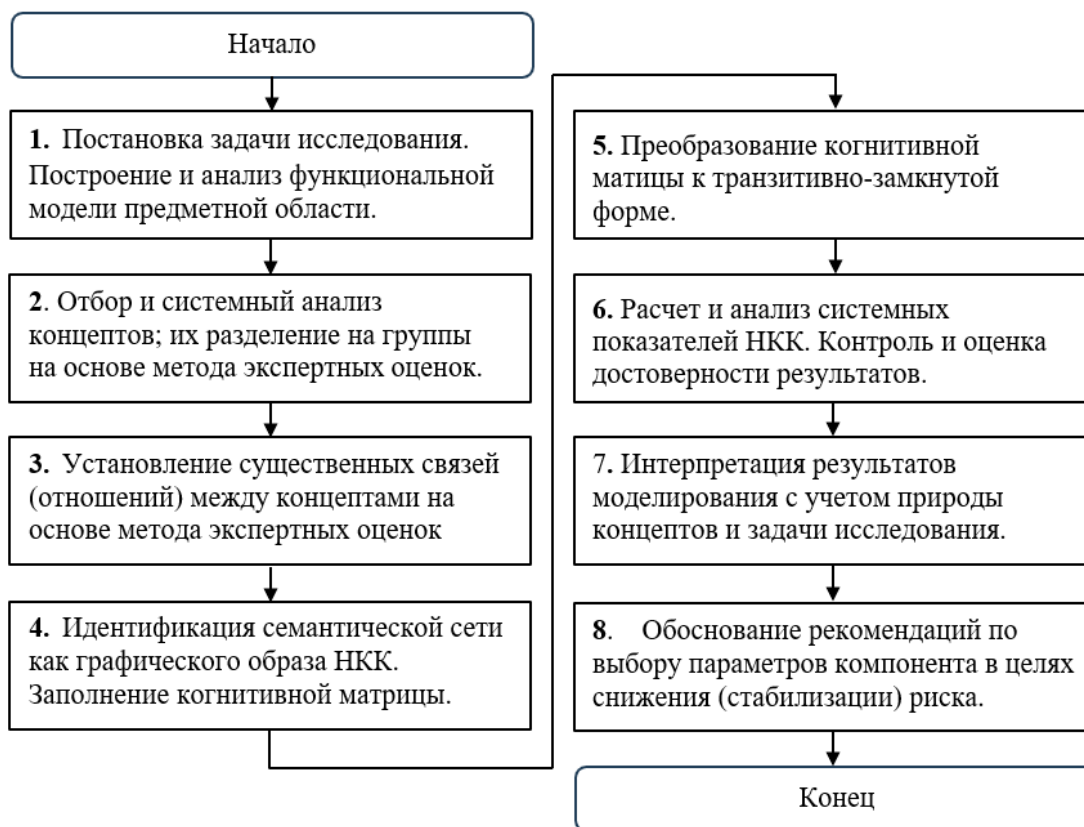 Начало
1. Постановка задачи исследования.
Построение и анализ функциональной
модели предметной области.
2. Отбор и системный анализ
концептов; их разделение на группы
на основе метода экспертных оценок.
3. Установление существенных связей
(отношений) между концептами на
основе метода экспертных оценок
4. Идентификация семантической сети
как графического образа НКК.
Заполнение когнитивной матрицы.
5. Преобразование когнитивной
матицы к транзитивно-замкнутой
форме.
6. Расчет и анализ системных
показателей НКК. Контроль и оценка
достоверности результатов.
7. Интерпретация результатов
моделирования с учетом природы
концептов и задачи исследования.
8. Обоснование рекомендаций по
выбору параметров компонента в целях
снижения (стабилизации) риска.
Конец